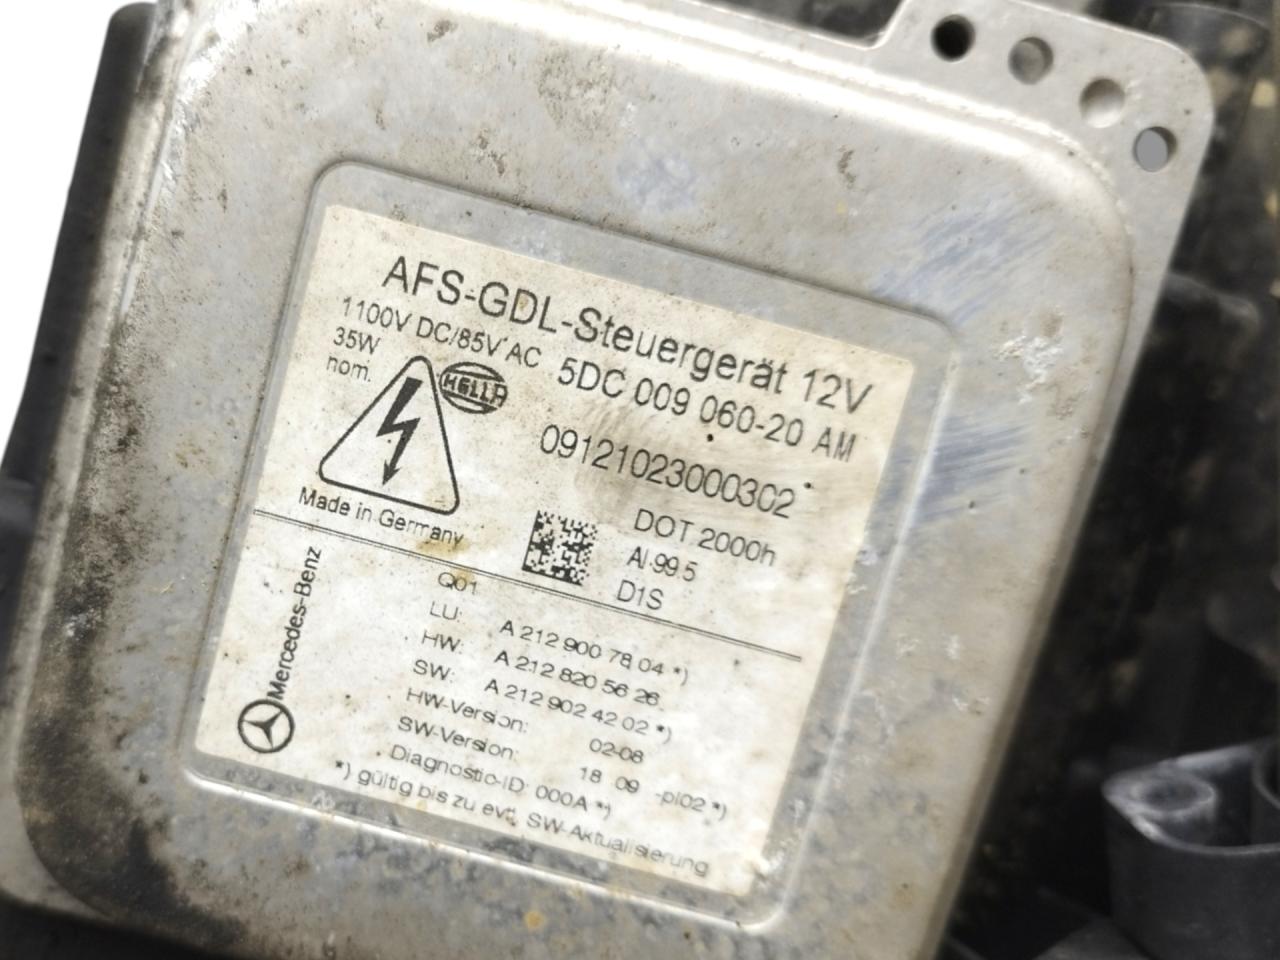 AFS-GDL-Steuergerät 12V
1100V DC/85V AC 5DC 009 060-20 AM
35W
nom.
HELLA
09121023000302
Made in Germany
DOT 2000h
Al 99.5
D1S
Mercedes-Benz
Q01
LU: A 212 900 78 04 *)
HW: A 212 820 56 26
SW: A 212 902 42 02 *)
HW-Version: 02-08
SW-Version: 18 09 -pl02 *)
Diagnostic-ID: 000A *)
*) gültig bis zu evtl. SW-Aktualisierung